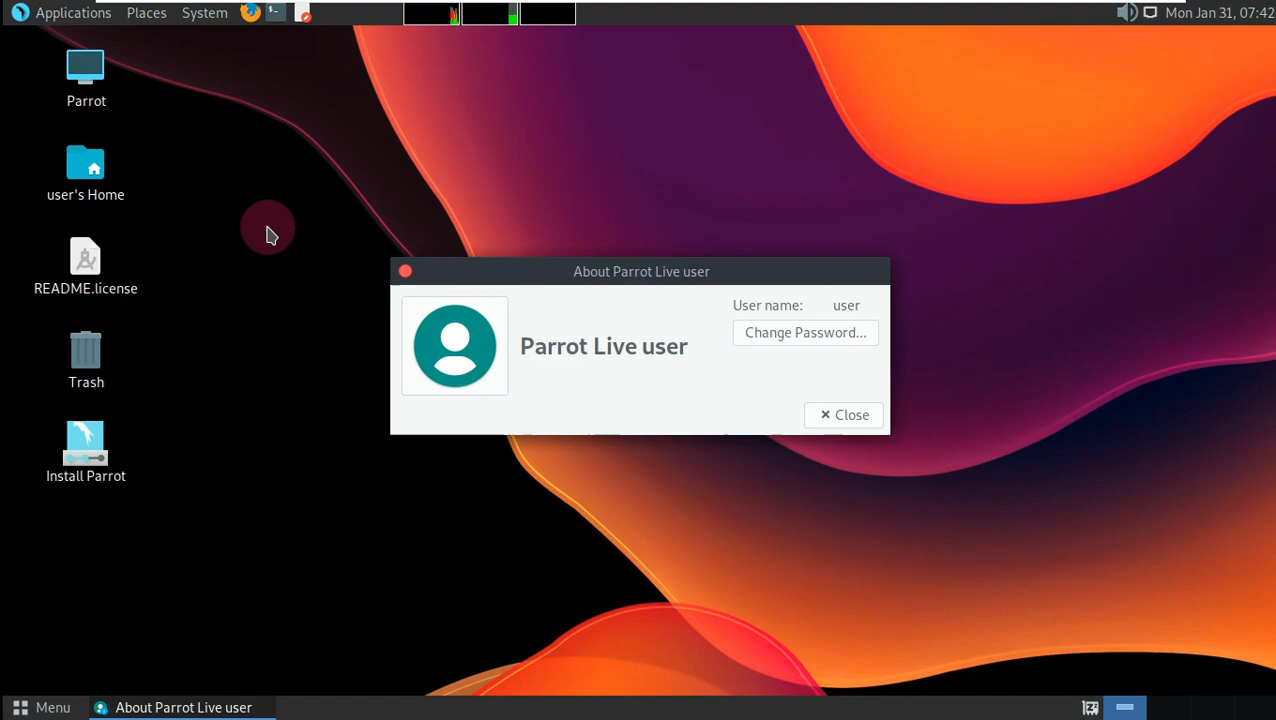 Applications Places System Mon Jan 31, 07:42
Parrot
user's Home
README.license
Trash
Install Parrot
About Parrot Live user
User name: user
Change Password...
Parrot Live user
Close
Menu About Parrot Live user